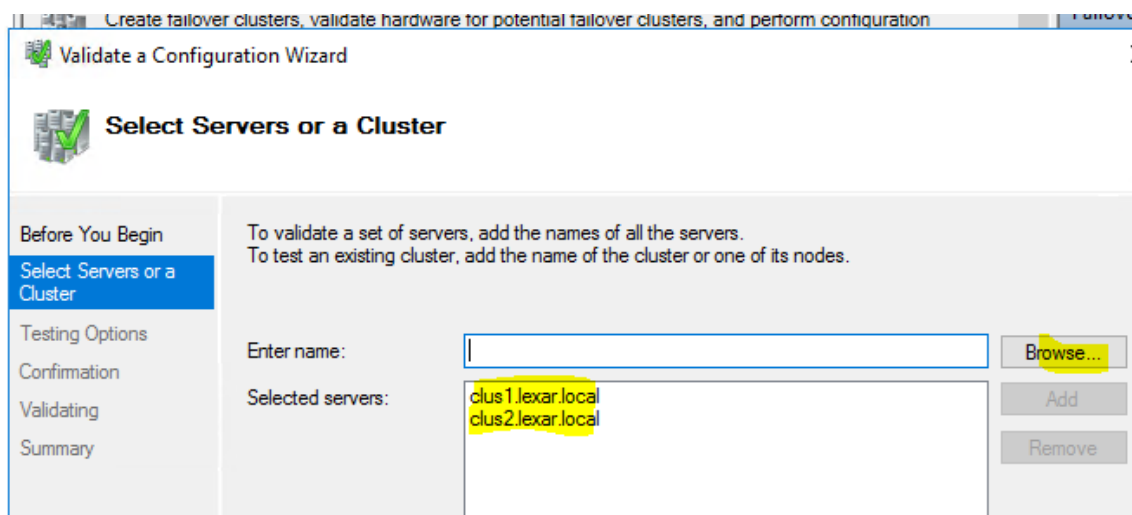 Create failover clusters, validate hardware for potential failover clusters, and perform configuration
Validate a Configuration Wizard
Select Servers or a Cluster
Before You Begin
Select Servers or a
Cluster
Testing Options
Confirmation
Validating
Summary
To validate a set of servers, add the names of all the servers.
To test an existing cluster, add the name of the cluster or one of its nodes.
Enter name:
Browse...
Selected servers:
clus1.lexar.local
clus2.lexar.local
Add
Remove